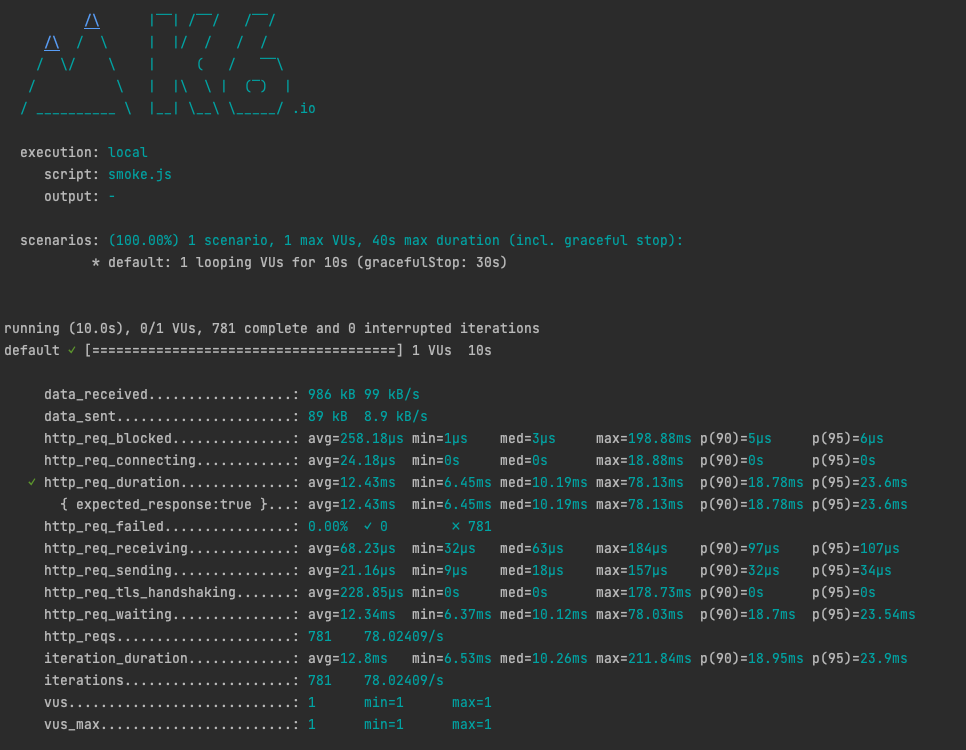 /\      |‾‾| /‾‾/   /‾‾/
     /\  /  \     |  |/  /   /  /
    /  \/    \    |     (   /   ‾‾\
   /          \   |  |\  \ |  (‾)  |
  / __________ \  |__| \__\ \_____/ .io
  execution: local
     script: smoke.js
     output: -
  scenarios: (100.00%) 1 scenario, 1 max VUs, 40s max duration (incl. graceful stop):
           * default: 1 looping VUs for 10s (gracefulStop: 30s)
running (10.0s), 0/1 VUs, 781 complete and 0 interrupted iterations
default ✓ [======================================] 1 VUs  10s
     data_received..................: 986 kB 99 kB/s
     data_sent......................: 89 kB  8.9 kB/s
     http_req_blocked...............: avg=258.18µs min=1µs    med=3µs     max=198.88ms p(90)=5µs     p(95)=6µs
     http_req_connecting............: avg=24.18µs  min=0s     med=0s      max=18.88ms  p(90)=0s      p(95)=0s
   ✓ http_req_duration..............: avg=12.43ms  min=6.45ms med=10.19ms max=78.13ms  p(90)=18.78ms p(95)=23.6ms
       { expected_response:true }...: avg=12.43ms  min=6.45ms med=10.19ms max=78.13ms  p(90)=18.78ms p(95)=23.6ms
     http_req_failed................: 0.00%  ✓ 0        ✗ 781
     http_req_receiving.............: avg=68.23µs  min=32µs   med=63µs    max=184µs    p(90)=97µs    p(95)=107µs
     http_req_sending...............: avg=21.16µs  min=9µs    med=18µs    max=157µs    p(90)=32µs    p(95)=34µs
     http_req_tls_handshaking.......: avg=228.85µs min=0s     med=0s      max=178.73ms p(90)=0s      p(95)=0s
     http_req_waiting...............: avg=12.34ms  min=6.37ms med=10.12ms max=78.03ms  p(90)=18.7ms  p(95)=23.54ms
     http_reqs......................: 781    78.02409/s
     iteration_duration.............: avg=12.8ms   min=6.53ms med=10.26ms max=211.84ms p(90)=18.95ms p(95)=23.9ms
     iterations.....................: 781    78.02409/s
     vus............................: 1      min=1      max=1
     vus_max........................: 1      min=1      max=1